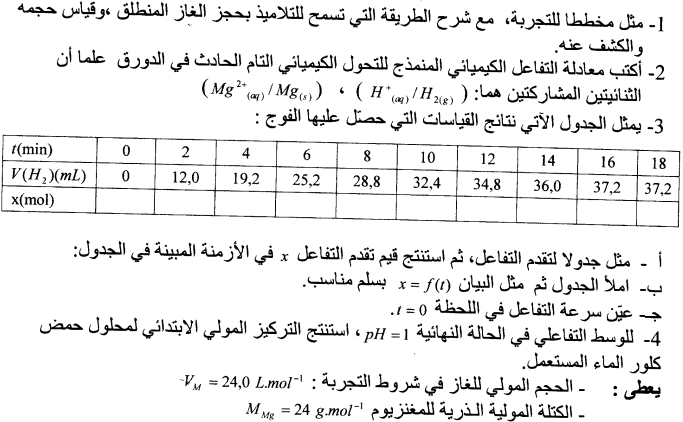 1- مثل مخططا للتجربة، مع شرح الطريقة التي تسمح للتلاميذ بحجز الغاز المنطلق ،وقياس حجمه
والكشف عنه.
2- أكتب معادلة التفاعل الكيميائي المنمذج للتحول الكيميائي التام الحادث في الدورق علما أن
الثنائيتين المشاركتين هما: ( H⁺(aq) / H2(g) ) ، ( Mg²⁺(aq) / Mg(s) )
3- يمثل الجدول الآتي نتائج القياسات التي حصّل عليها الفوج :
t(min) 0 2 4 6 8 10 12 14 16 18
V(H2)(mL) 0 12,0 19,2 25,2 28,8 32,4 34,8 36,0 37,2 37,2
x(mol)
أ - مثل جدولا لتقدم التفاعل، ثم استنتج قيم تقدم التفاعل x في الأزمنة المبينة في الجدول:
ب- املأ الجدول ثم مثل البيان x = f(t) بسلم مناسب.
جـ- عيّن سرعة التفاعل في اللحظة t = 0.
4- للوسط التفاعلي في الحالة النهائية pH = 1 ، استنتج التركيز المولي الابتدائي لمحلول حمض
كلور الماء المستعمل.
يعطى : - الحجم المولي للغاز في شروط التجربة : VM = 24,0 L.mol⁻¹
- الكتلة المولية الذرية للمغنزيوم MMg = 24 g.mol⁻¹